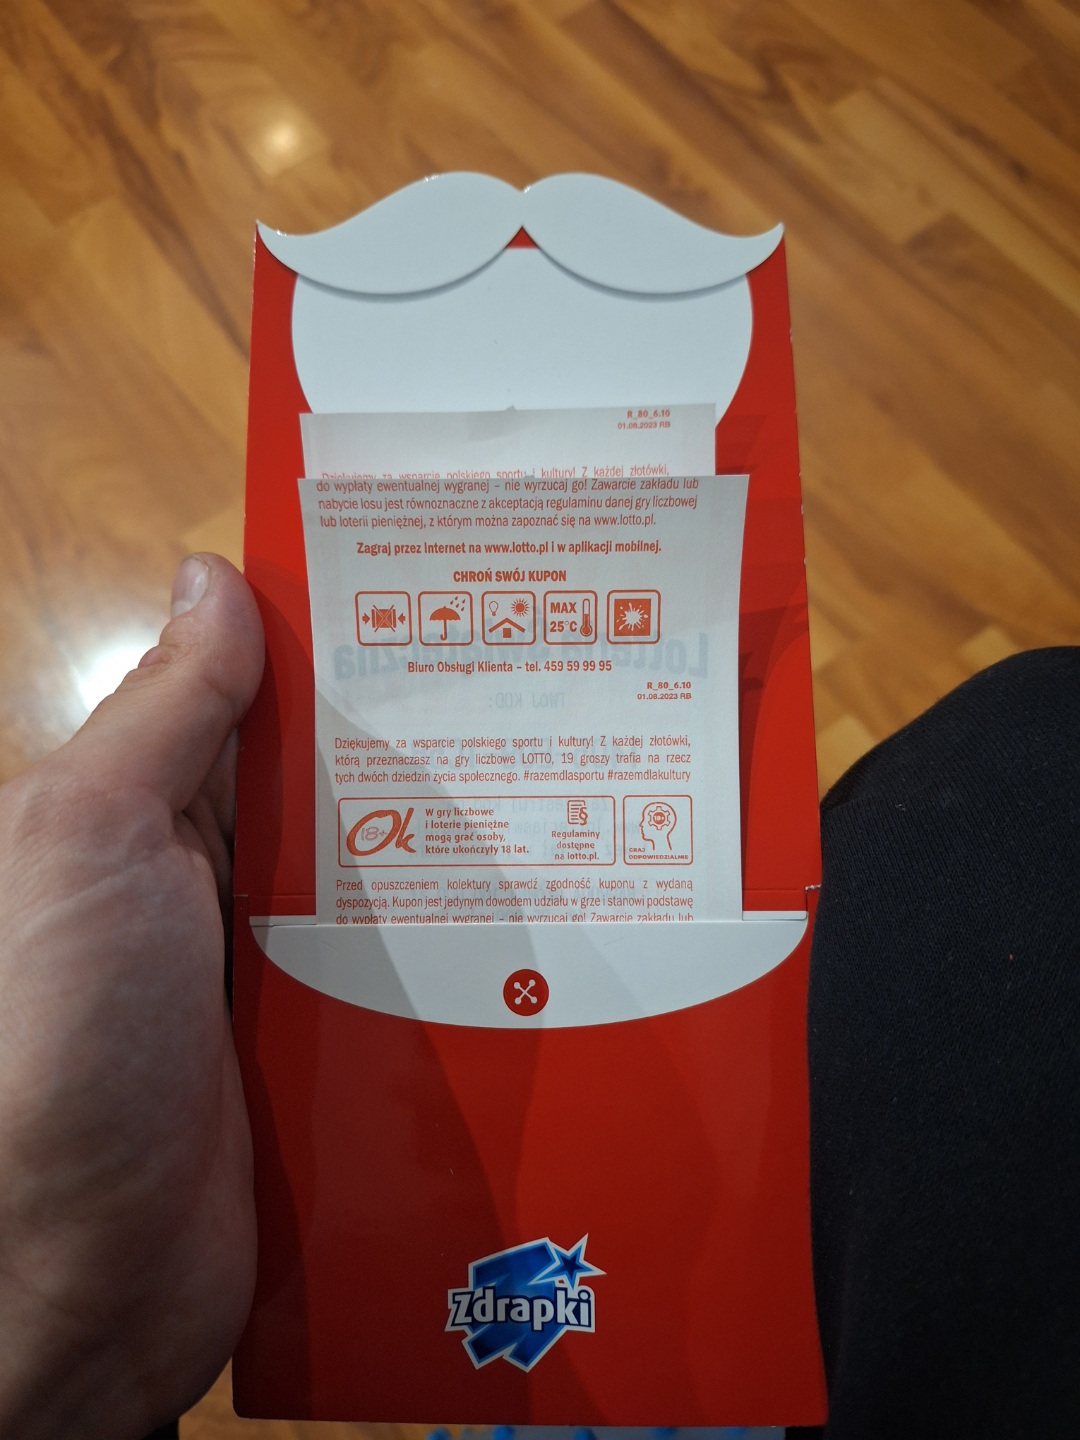 R_80_6.10
01.08.2023 RB
Dziękujemy za wsparcie polskiego sportu i kultury! Z każdej złotówki,
do wypłaty ewentualnej wygranej – nie wyrzucaj go! Zawarcie zakładu lub
nabycie losu jest równoznaczne z akceptacją regulaminu danej gry liczbowej
lub loterii pieniężnej, z którym można zapoznać się na www.lotto.pl.
Zagraj przez Internet na www.lotto.pl i w aplikacji mobilnej.
CHROŃ SWÓJ KUPON
MAX
25°C
Loteria Świąteczna
Biuro Obsługi Klienta – tel. 459 59 99 95
R_80_6.10
01.08.2023 RB
TWOJ KOD:
Dziękujemy za wsparcie polskiego sportu i kultury! Z każdej złotówki,
którą przeznaczasz na gry liczbowe LOTTO, 19 groszy trafia na rzecz
tych dwóch dziedzin życia społecznego. #razemdlasportu #razemdlakultury
18+ Ok
W gry liczbowe
i loterie pieniężne
mogą grać osoby,
które ukończyły 18 lat.
Regulaminy
dostępne
na lotto.pl.
18+
GRAJ
ODPOWIEDZIALNIE
Przed opuszczeniem kolektury sprawdź zgodność kuponu z wydaną
dyspozycją. Kupon jest jedynym dowodem udziału w grze i stanowi podstawę
do wypłaty ewentualnej wygranej – nie wyrzucaj go! Zawarcie zakładu lub
Zdrapki